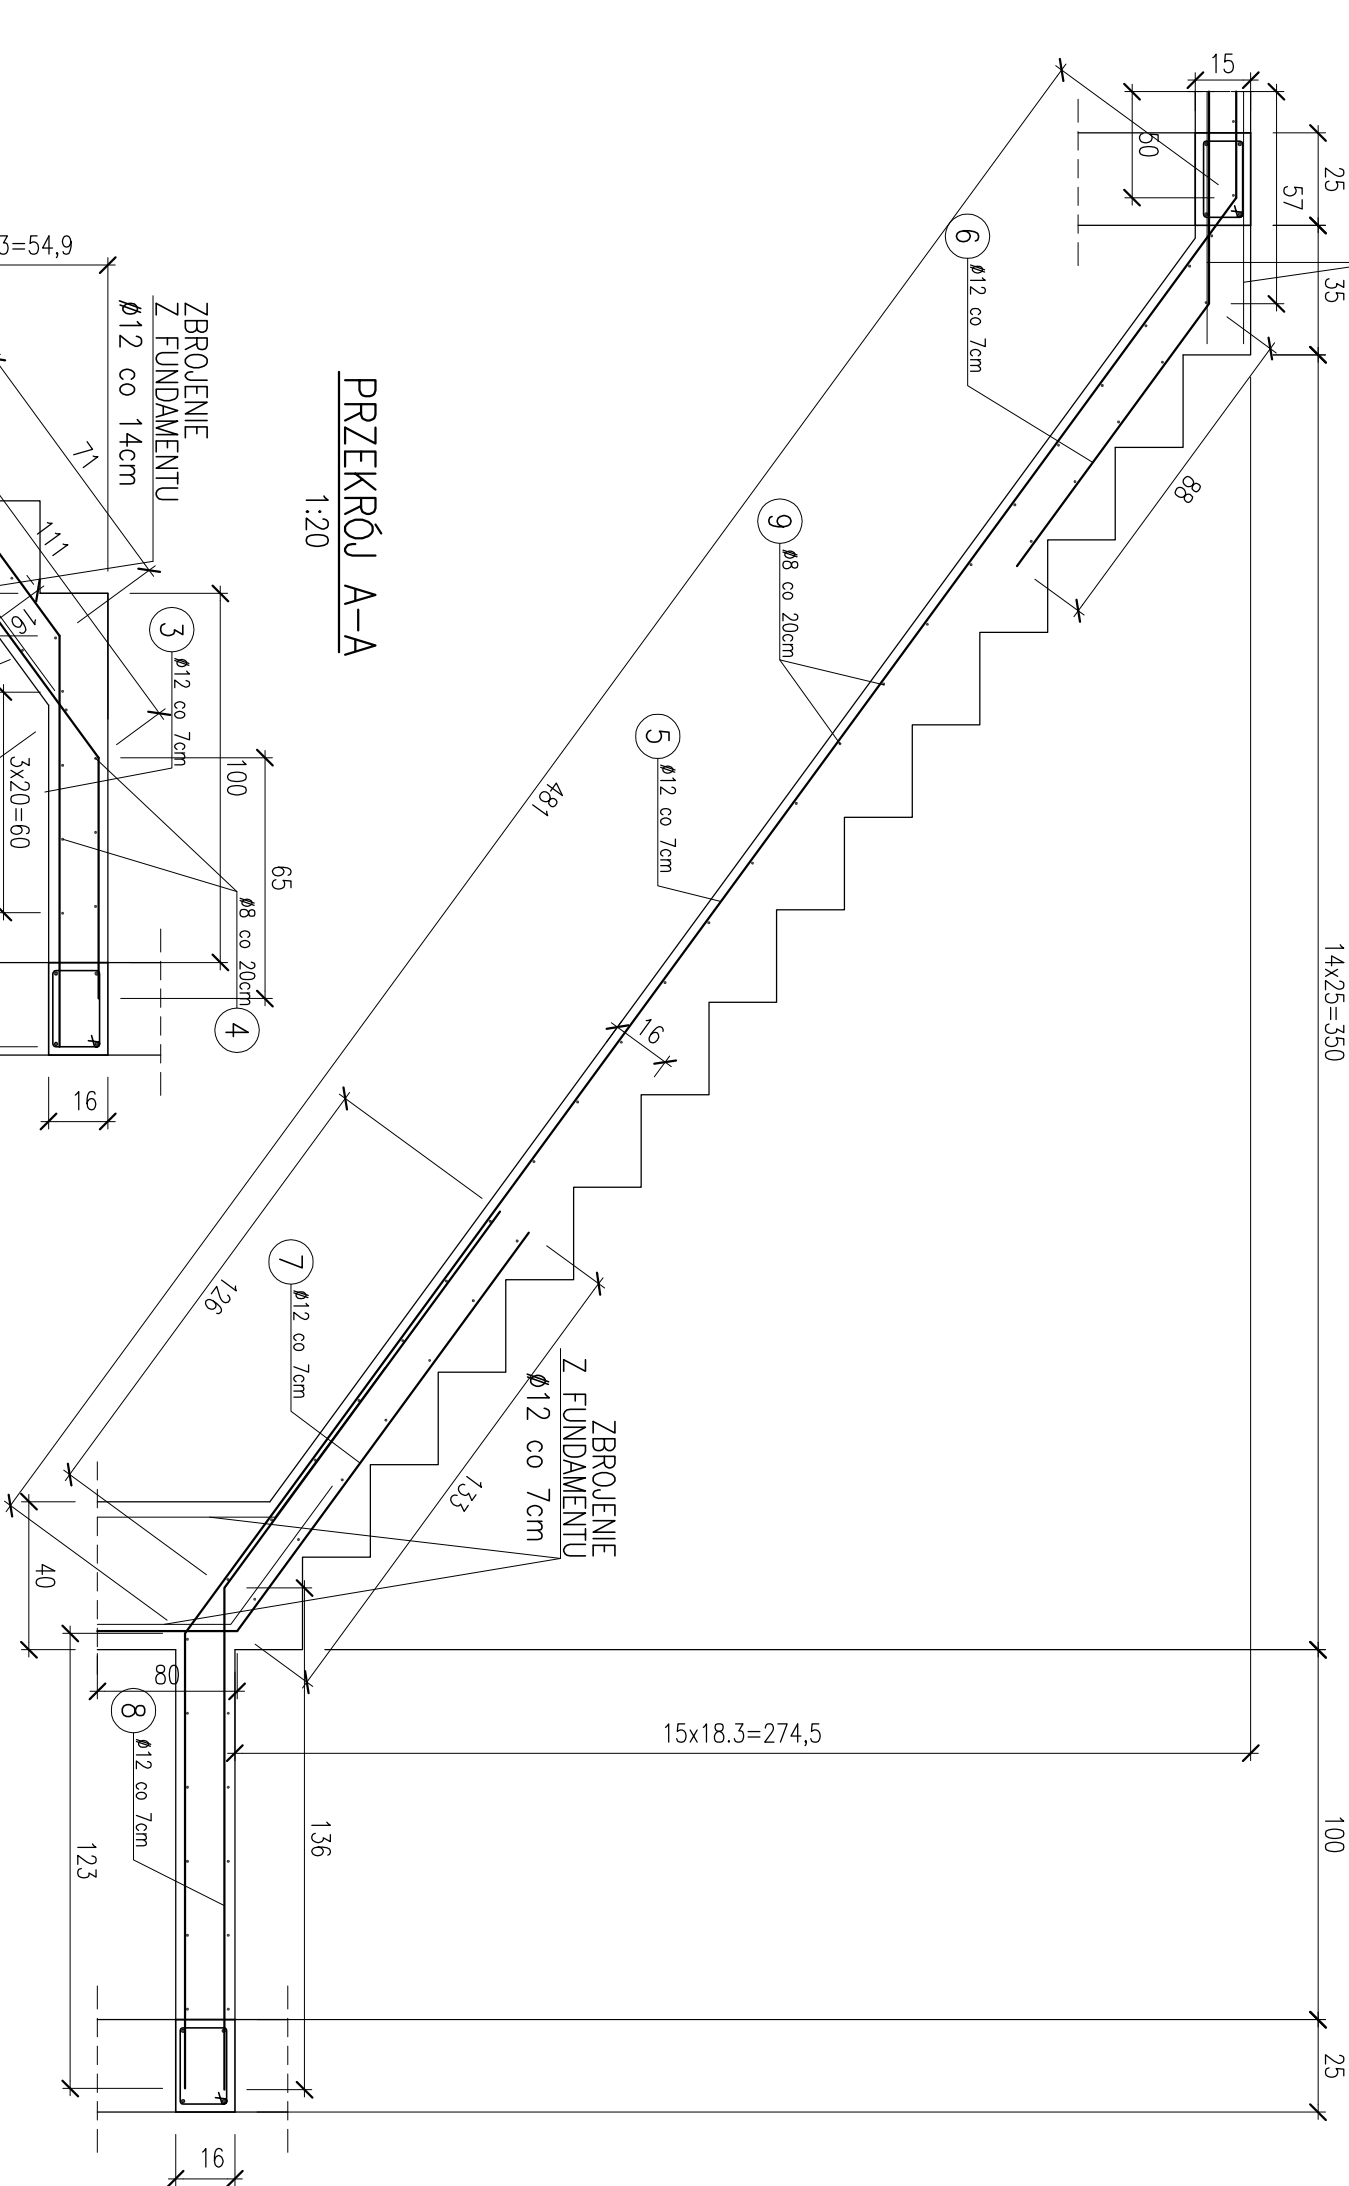 15
25
57
50
35
6
ø12 co 7cm
88
9
ø8 co 20cm
5
ø12 co 7cm
481
16
14x25=350
126
7
ø12 co 7cm
133
ZBROJENIE
Z FUNDAMENTU
ø12 co 7cm
40
80
8
ø12 co 7cm
123
136
15x18.3=274,5
100
25
16
PRZEKRÓJ A-A
1:20
3=54,9
ZBROJENIE
Z FUNDAMENTU
ø12 co 14cm
71
111
16
3
ø12 co 7cm
100
65
3x20=60
ø8 co 20cm
4
16